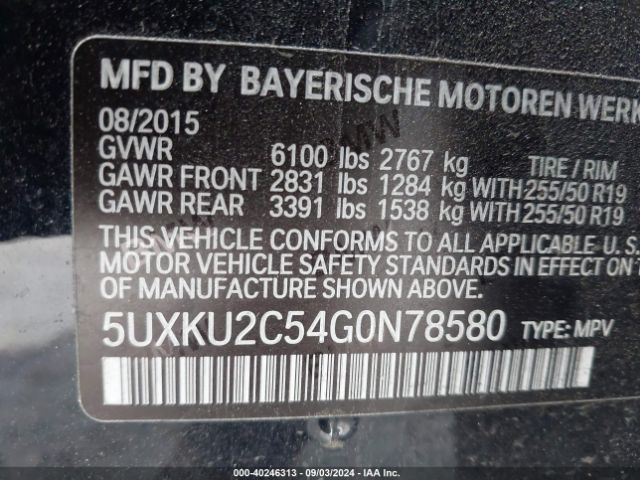 MFD BY BAYERISCHE MOTOREN WERK
08/2015
GVWR 6100 lbs 2767 kg TIRE / RIM
GAWR FRONT 2831 lbs 1284 kg WITH 255/50 R19
GAWR REAR 3391 lbs 1538 kg WITH 255/50 R19
THIS VEHICLE CONFORMS TO ALL APPLICABLE U.S.
MOTOR VEHICLE SAFETY STANDARDS IN EFFECT ON
OF MANUFACTURE SHOWN ABOVE.
5UXKU2C54G0N78580 TYPE: MPV
000-40246313 - 09/03/2024 - IAA Inc.